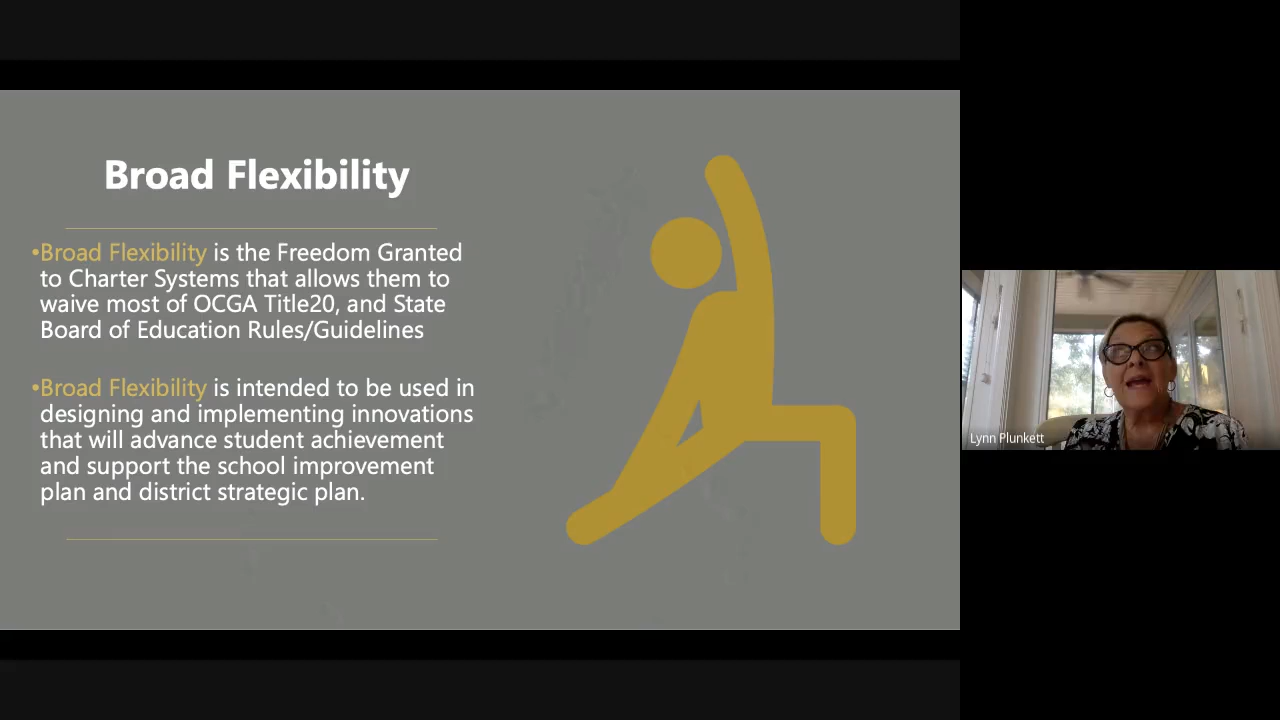 Broad Flexibility
•Broad Flexibility is the Freedom Granted
to Charter Systems that allows them to
waive most of OCGA Title20, and State
Board of Education Rules/Guidelines
•Broad Flexibility is intended to be used in
designing and implementing innovations
that will advance student achievement
and support the school improvement
plan and district strategic plan.
Lynn Plunkett